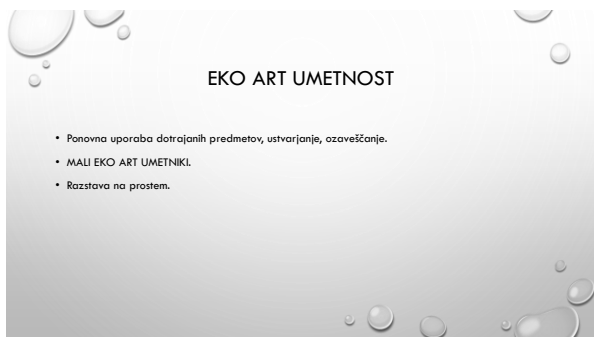 EKO ART UMETNOST
• Ponovna uporaba dotrajanih predmetov, ustvarjanje, ozaveščanje.
• MALI EKO ART UMETNIKI.
• Razstava na prostem.